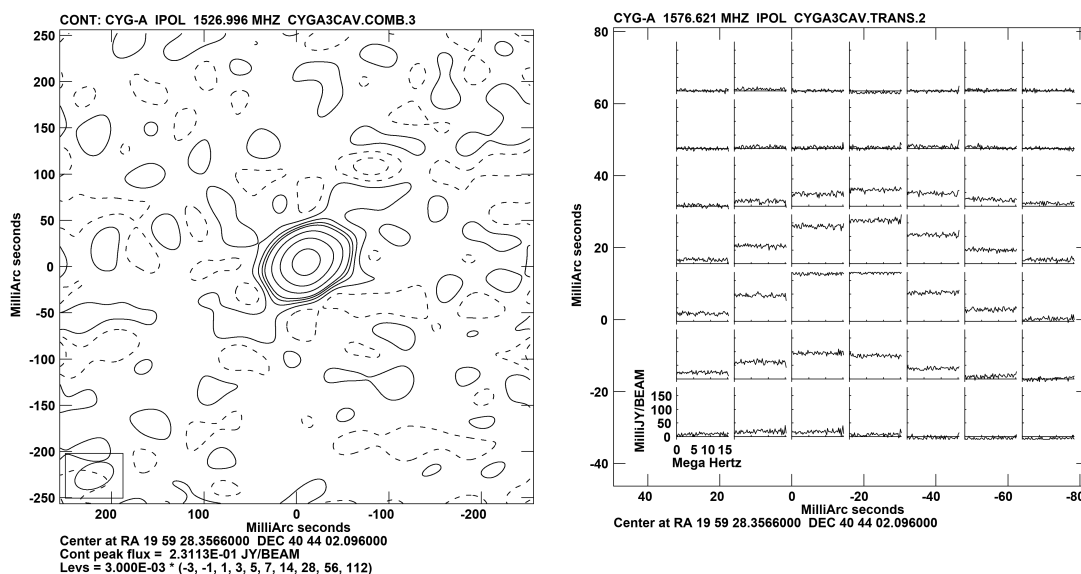 CONT: CYG-A IPOL 1526.996 MHZ CYGA3CAV.COMB.3
250
200
150
100
50
0
-50
-100
-150
-200
-250
MilliArc seconds
200 100 0 -100 -200
MilliArc seconds
Center at RA 19 59 28.3566000 DEC 40 44 02.096000
Cont peak flux = 2.3113E-01 JY/BEAM
Levs = 3.000E-03 * (-3, -1, 1, 3, 5, 7, 14, 28, 56, 112)
CYG-A 1576.621 MHZ IPOL CYGA3CAV.TRANS.2
80
60
40
20
0
-20
-40
MilliArc seconds
MilliJY/BEAM
150
100
50
0
0 5 10 15
Mega Hertz
40 20 0 -20 -40 -60 -80
MilliArc seconds
Center at RA 19 59 28.3566000 DEC 40 44 02.096000